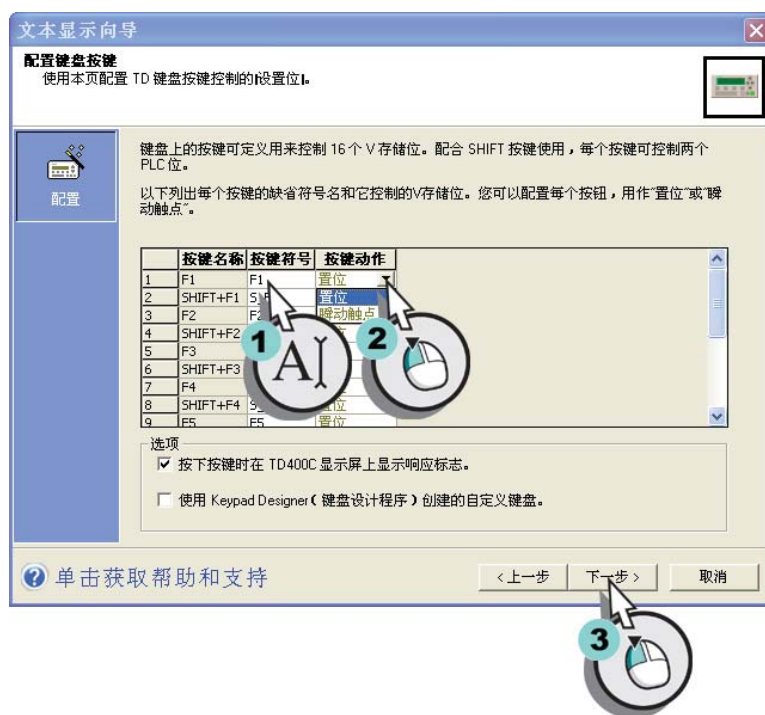 文本显示向导
配置键盘按键
使用本页配置 TD 键盘按键控制的I设置位I。
配置
键盘上的按键可定义用来控制 16 个 V 存储位。配合 SHIFT 按键使用，每个按键可控制两个
PLC 位。
以下列出每个按键的缺省符号名和它控制的V存储位。您可以配置每个按钮，用作“置位”或“瞬
动触点”。
按键名称 按键符号 按键动作
1 F1 F1 置位
2 SHIFT+F1 置位
3 F2 瞬动触点
4 SHIFT+F2
5 F3
6 SHIFT+F3
7 F4
8 SHIFT+F4 置位
9 F5 F5 置位
1
AI
2
选项
按下按键时在 TD400C 显示屏上显示响应标志。
使用 Keypad Designer（键盘设计程序）创建的自定义键盘。
? 单击获取帮助和支持
<上一步
下一步>
取消
3